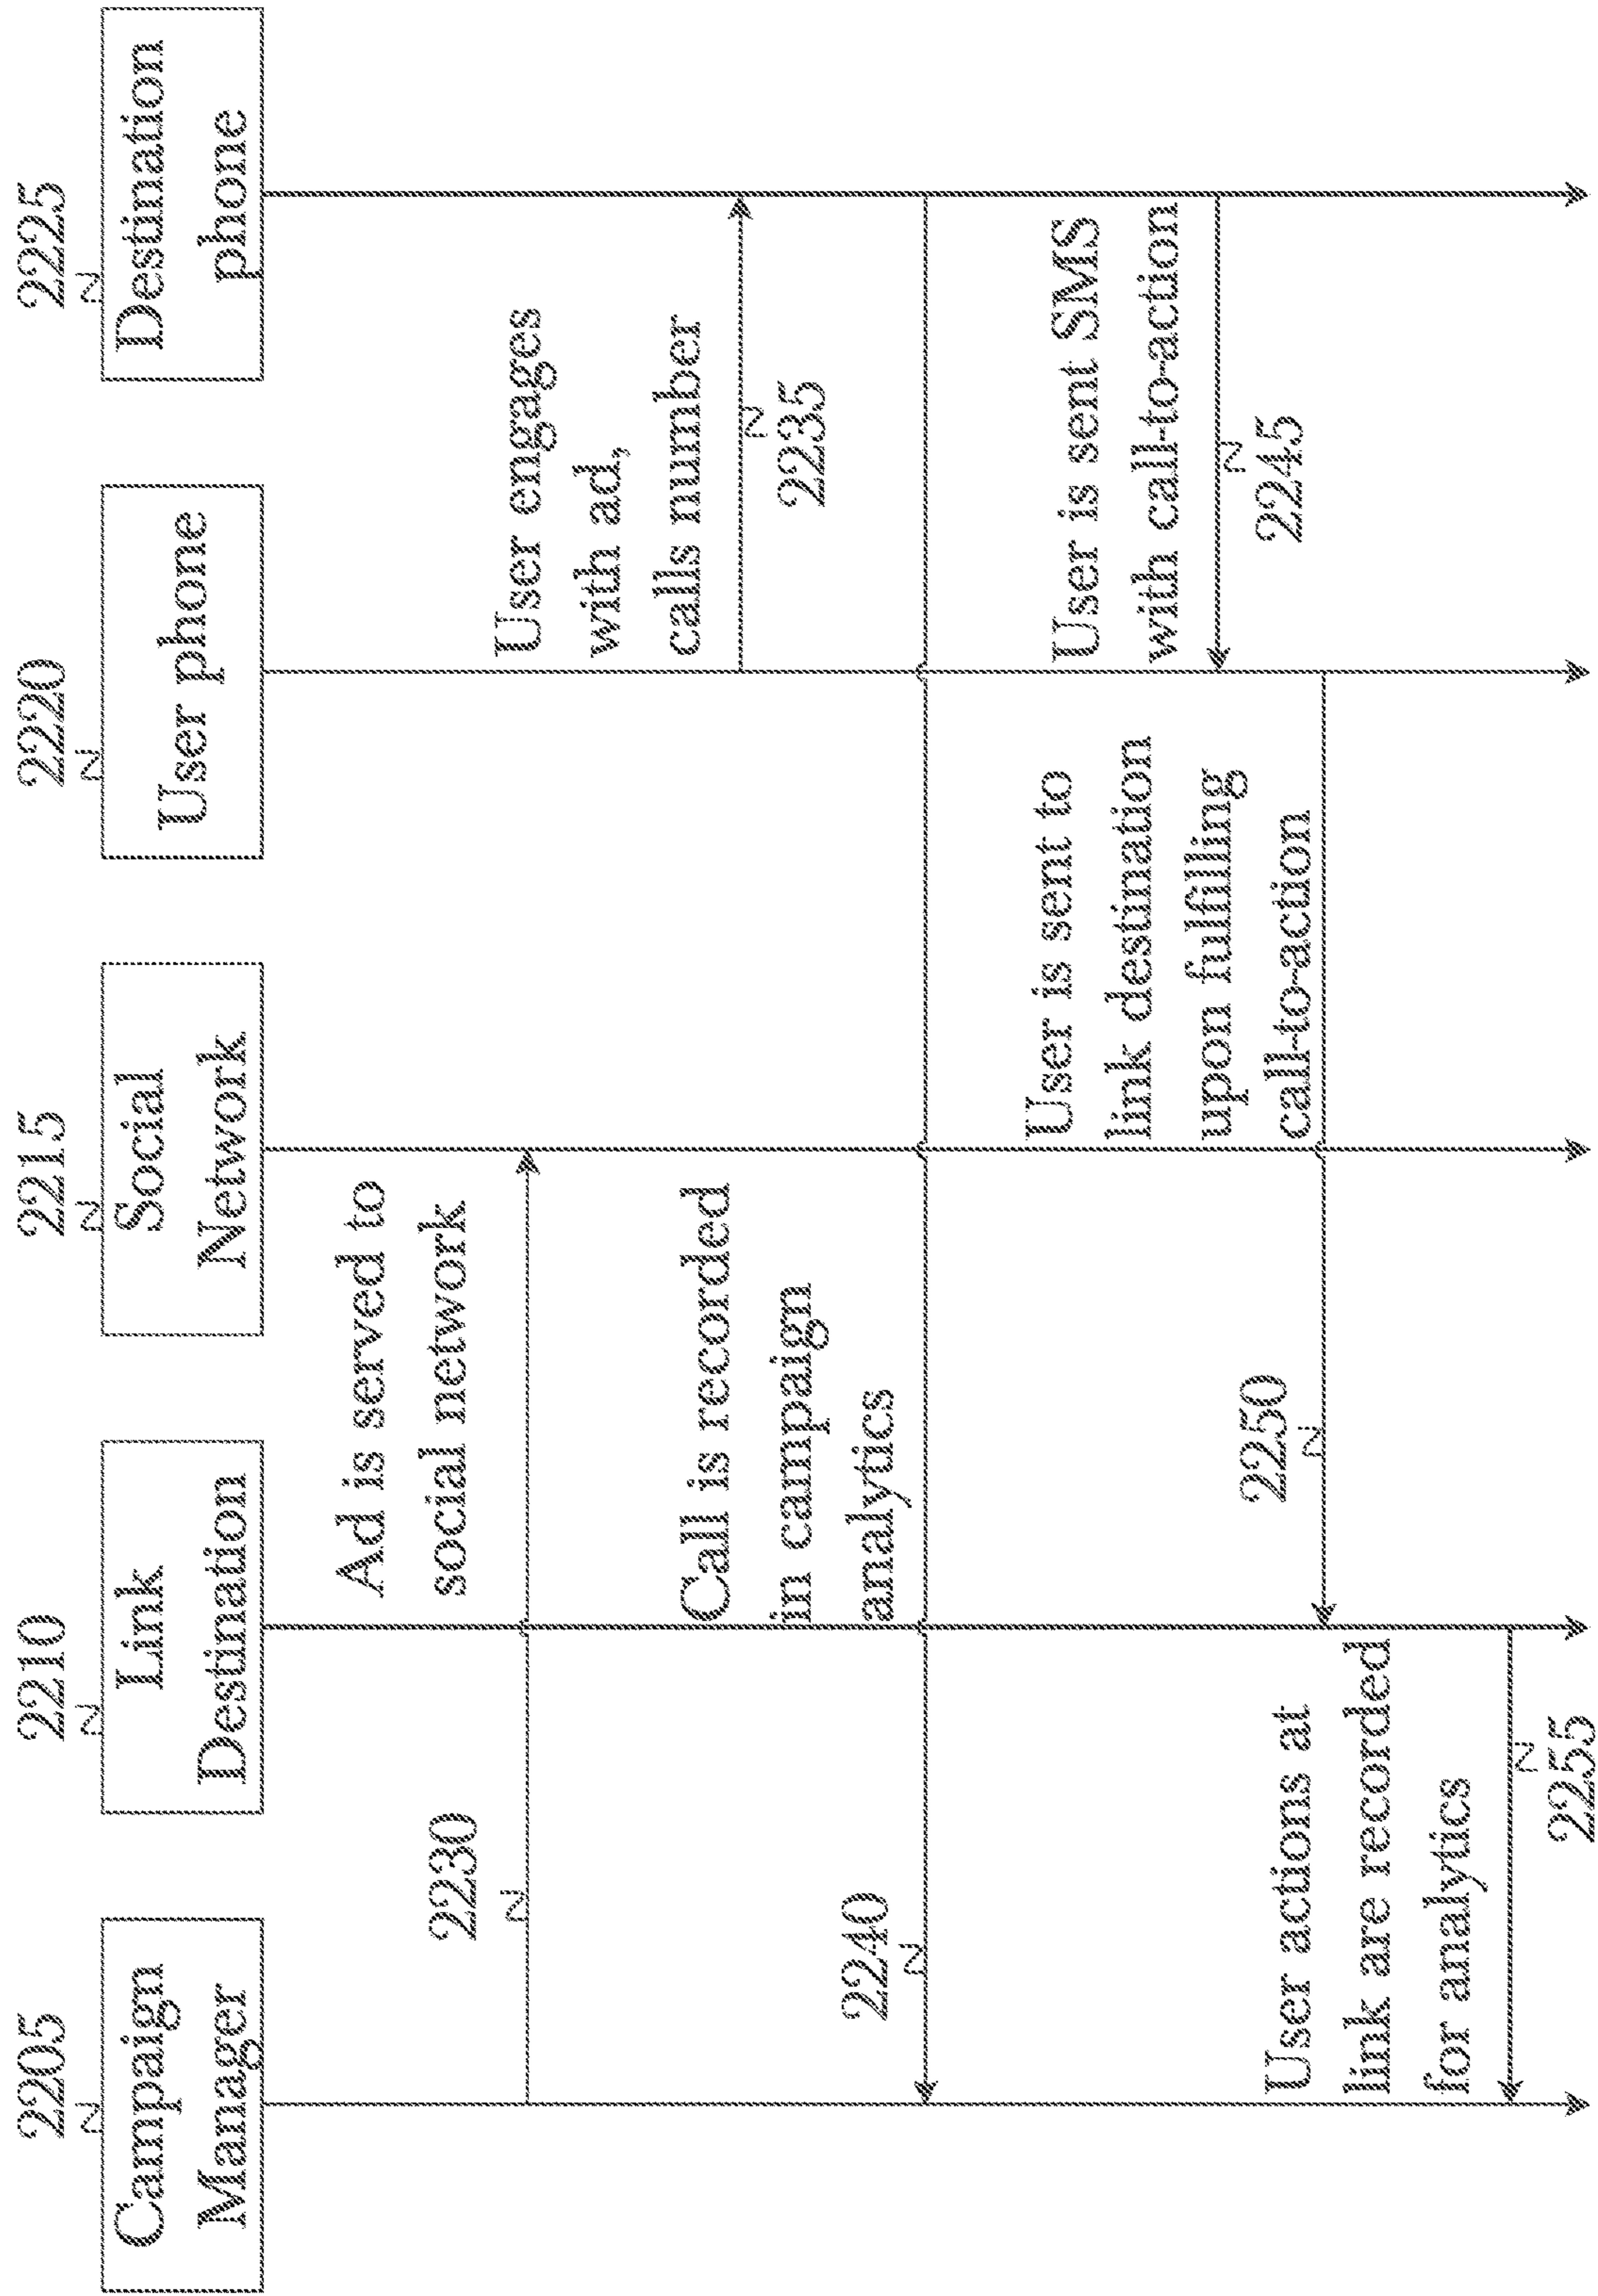 2205
Campaign
Manager
2210
Link
Destination
2215
Social
Network
2220
User phone
2225
Destination
phone
Ad is served to
social network
2230
User engages
with ad,
calls number
2235
Call is recorded
in campaign
analytics
2240
User is sent SMS
with call-to-action
2245
User is sent to
link destination
upon fulfilling
call-to-action
2250
User actions at
link are recorded
for analytics
2255